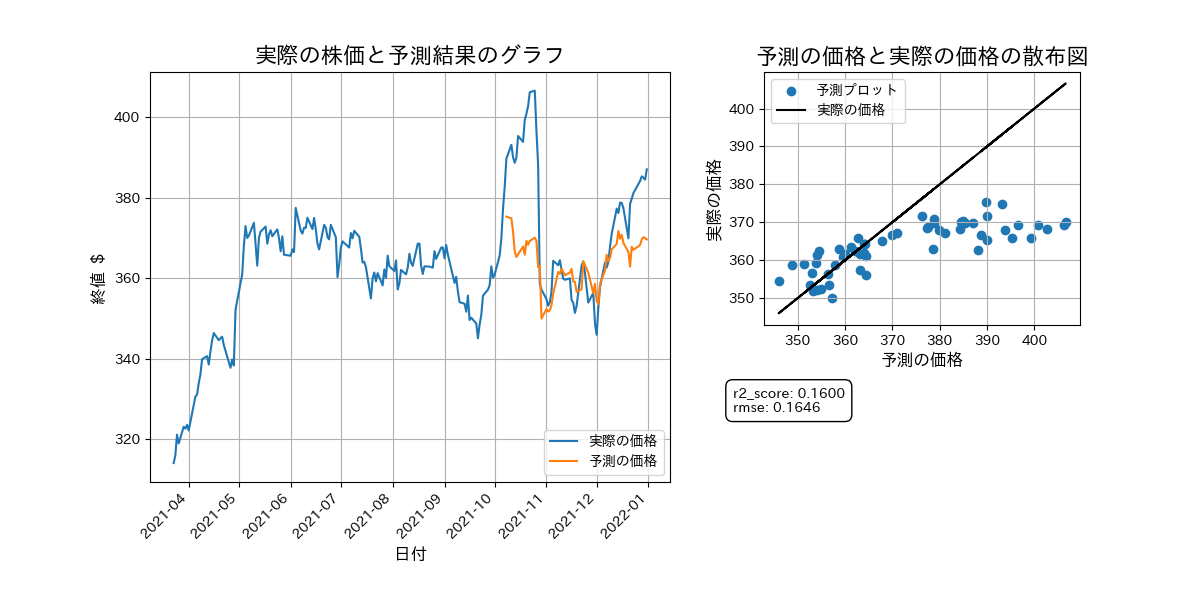 実際の株価と予測結果のグラフ
終値 $
400
380
360
340
320
2021-04
2021-05
2021-06
2021-07
2021-08
2021-09
2021-10
2021-11
2021-12
2022-01
日付
実際の価格
予測の価格
予測の価格と実際の価格の散布図
実際の価格
400
390
380
370
360
350
350
360
370
380
390
400
予測の価格
予測プロット
実際の価格
r2_score: 0.1600
rmse: 0.1646